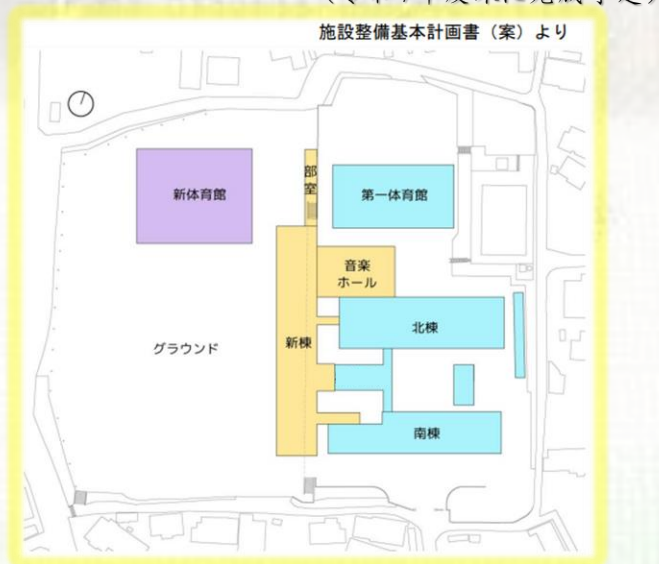 施設整備基本計画書（案）より
部
室
新体育館
第一体育館
音楽
ホール
北棟
新棟
グラウンド
南棟